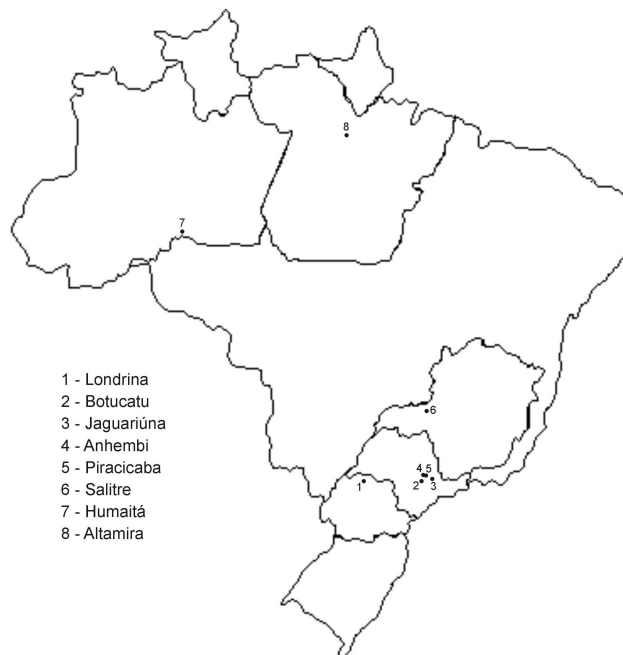 8
7
1 - Londrina
2 - Botucatu
3 - Jaguariúna
4 - Anhembi
5 - Piracicaba
6 - Salitre
7 - Humaitá
8 - Altamira
6
4 5
1 2 3